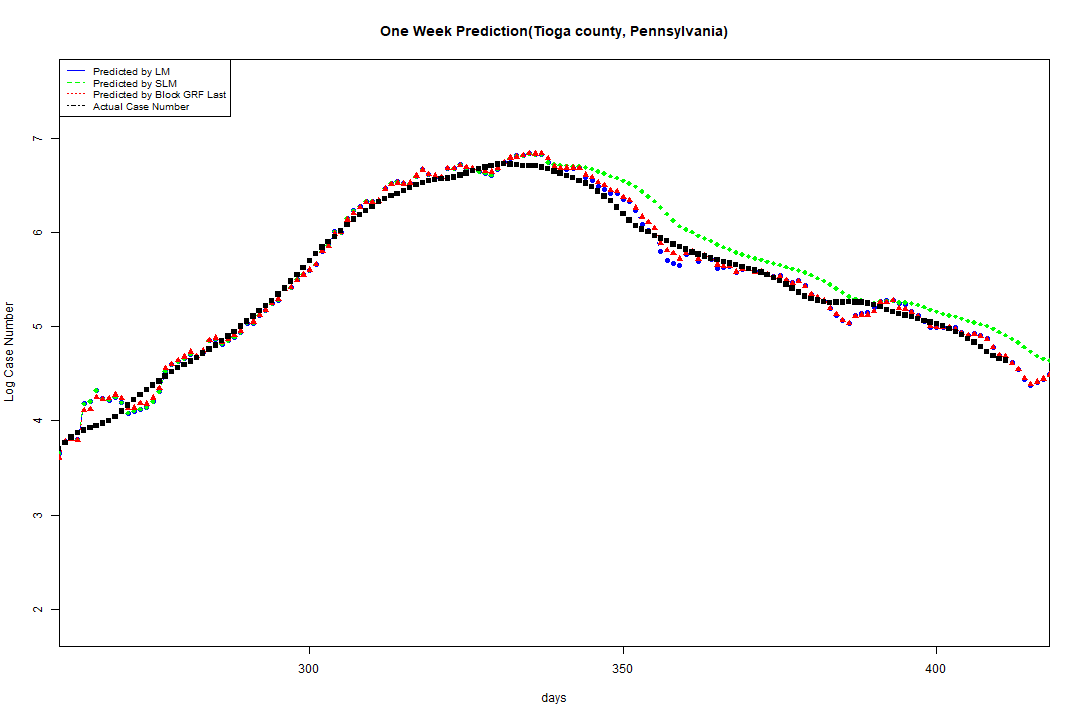 One Week Prediction(Tioga county, Pennsylvania)
Predicted by LM
Predicted by SLM
Predicted by Block GRF Last
Actual Case Number
7
6
5
4
3
2
Log Case Number
300 350 400
days